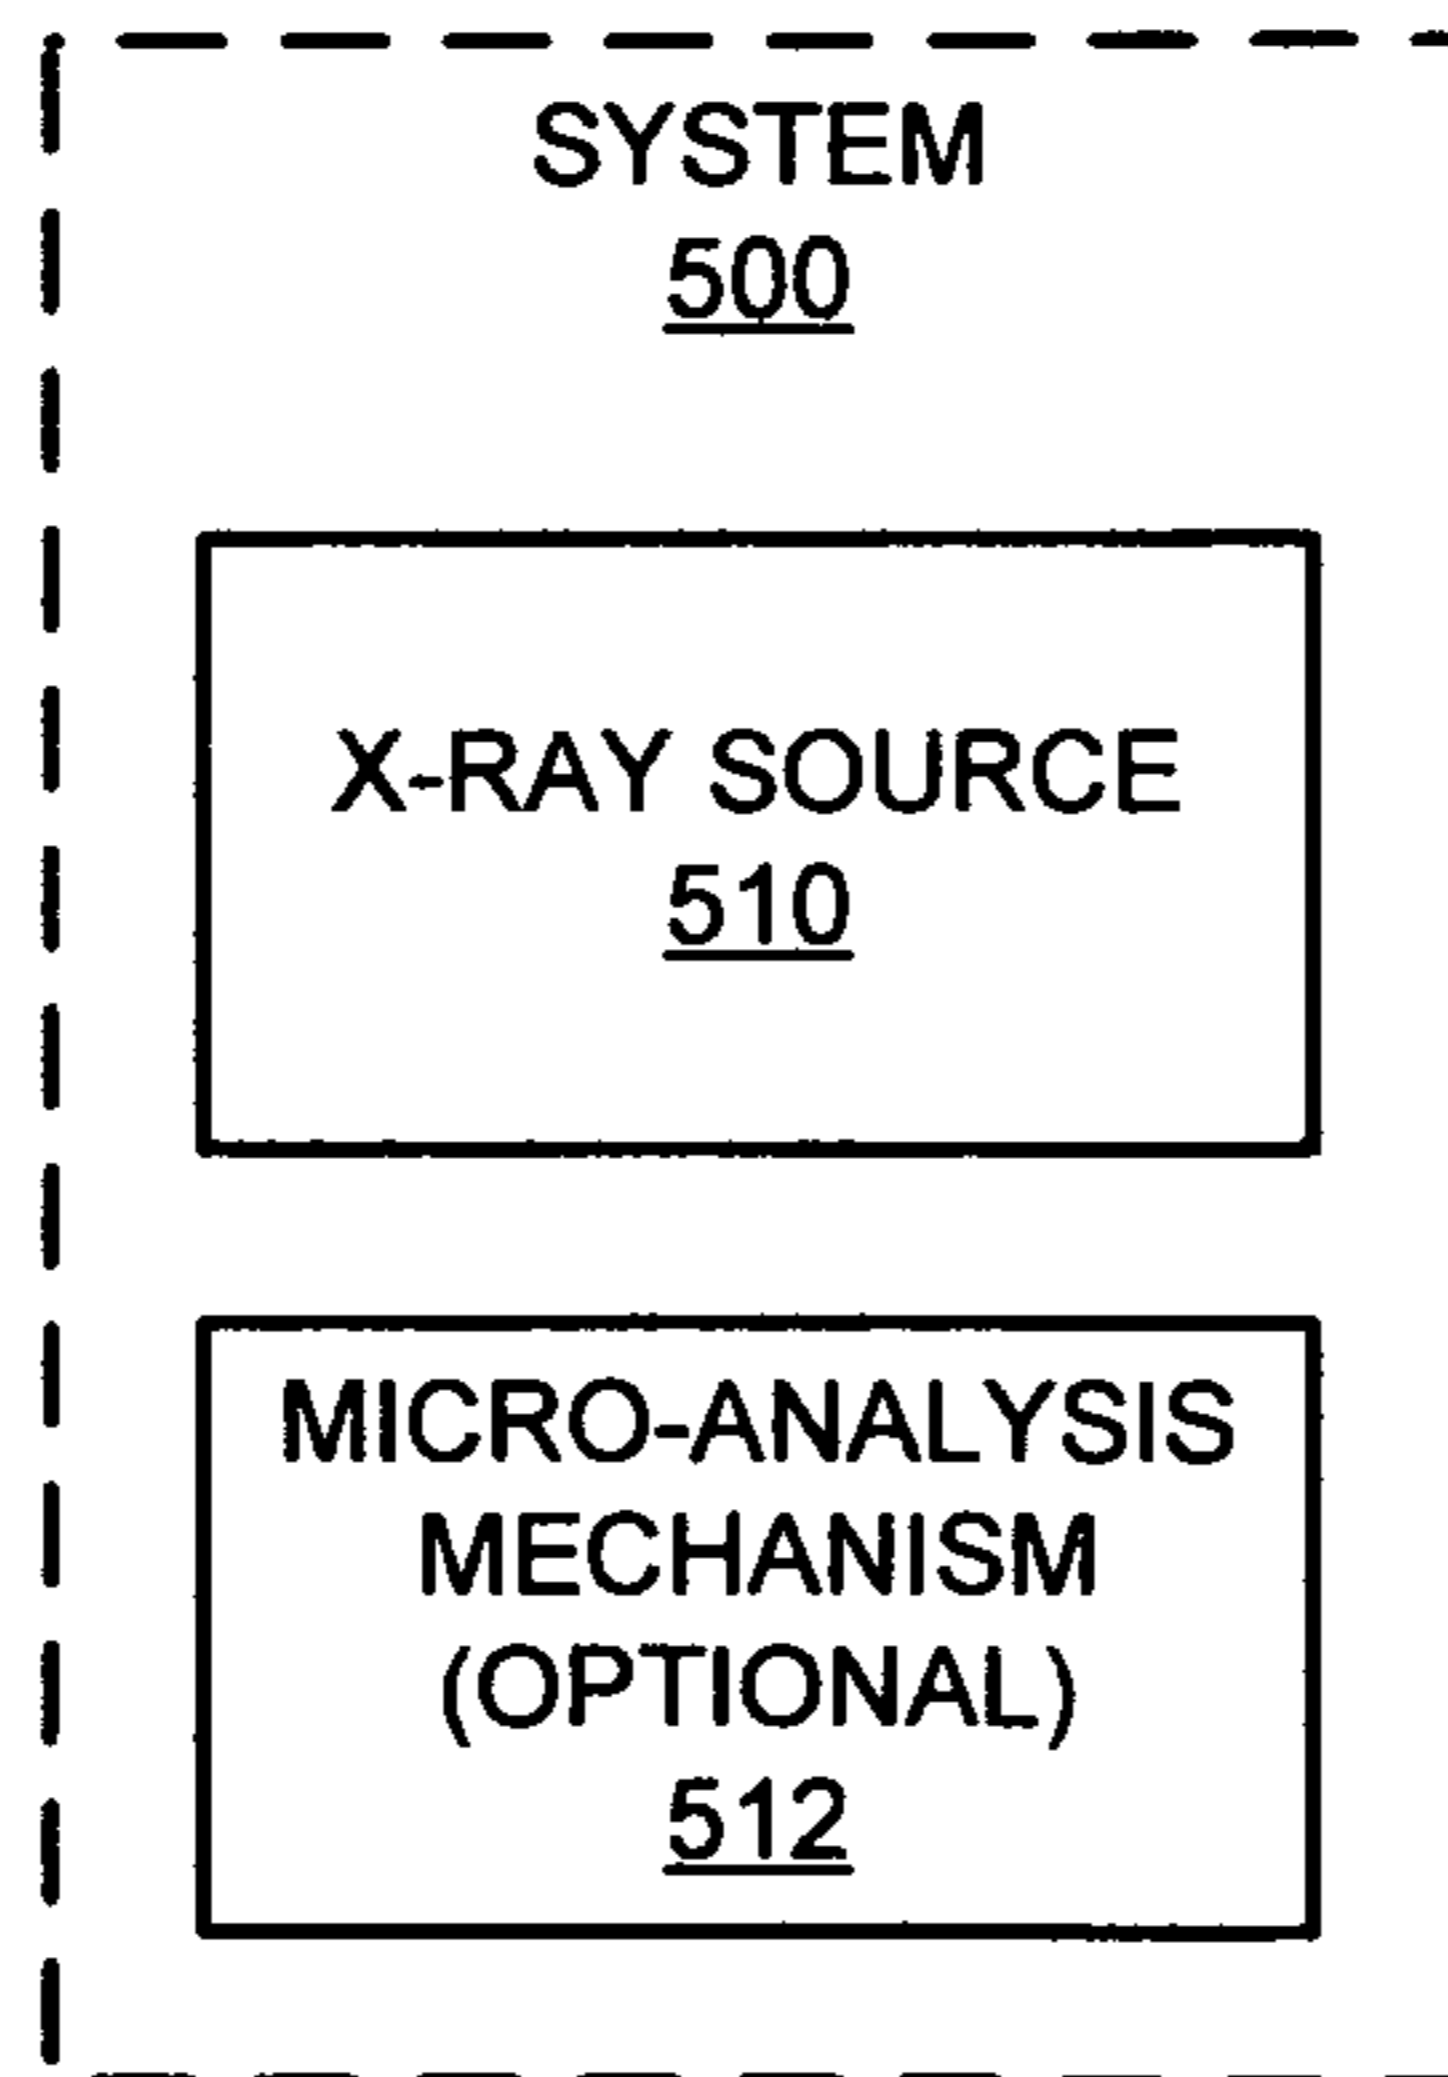 SYSTEM
500
X-RAY SOURCE
510
MICRO-ANALYSIS
MECHANISM
(OPTIONAL)
512